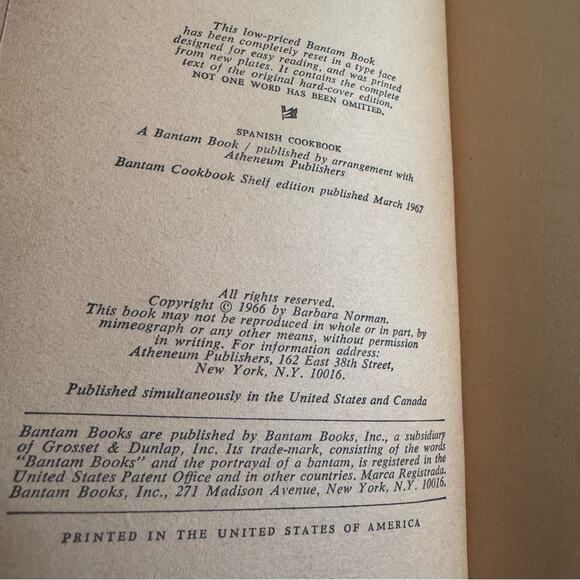 This low-priced Bantam Book
has been completely reset in a type face
designed for easy reading, and was printed
from new plates. It contains the complete
text of the original hard-cover edition.
NOT ONE WORD HAS BEEN OMITTED.
SPANISH COOKBOOK
A Bantam Book / published by arrangement with
Atheneum Publishers
Bantam Cookbook Shelf edition published March 1967
All rights reserved.
Copyright © 1966 by Barbara Norman.
This book may not be reproduced in whole or in part, by
mimeograph or any other means, without permission
in writing. For information address:
Atheneum Publishers, 162 East 38th Street,
New York, N.Y. 10016.
Published simultaneously in the United States and Canada
Bantam Books are published by Bantam Books, Inc., a subsidiary
of Grosset & Dunlap, Inc. Its trade-mark, consisting of the words
"Bantam Books" and the portrayal of a bantam, is registered in the
United States Patent Office and in other countries. Marca Registrada.
Bantam Books, Inc., 271 Madison Avenue, New York, N.Y. 10016.
PRINTED IN THE UNITED STATES OF AMERICA